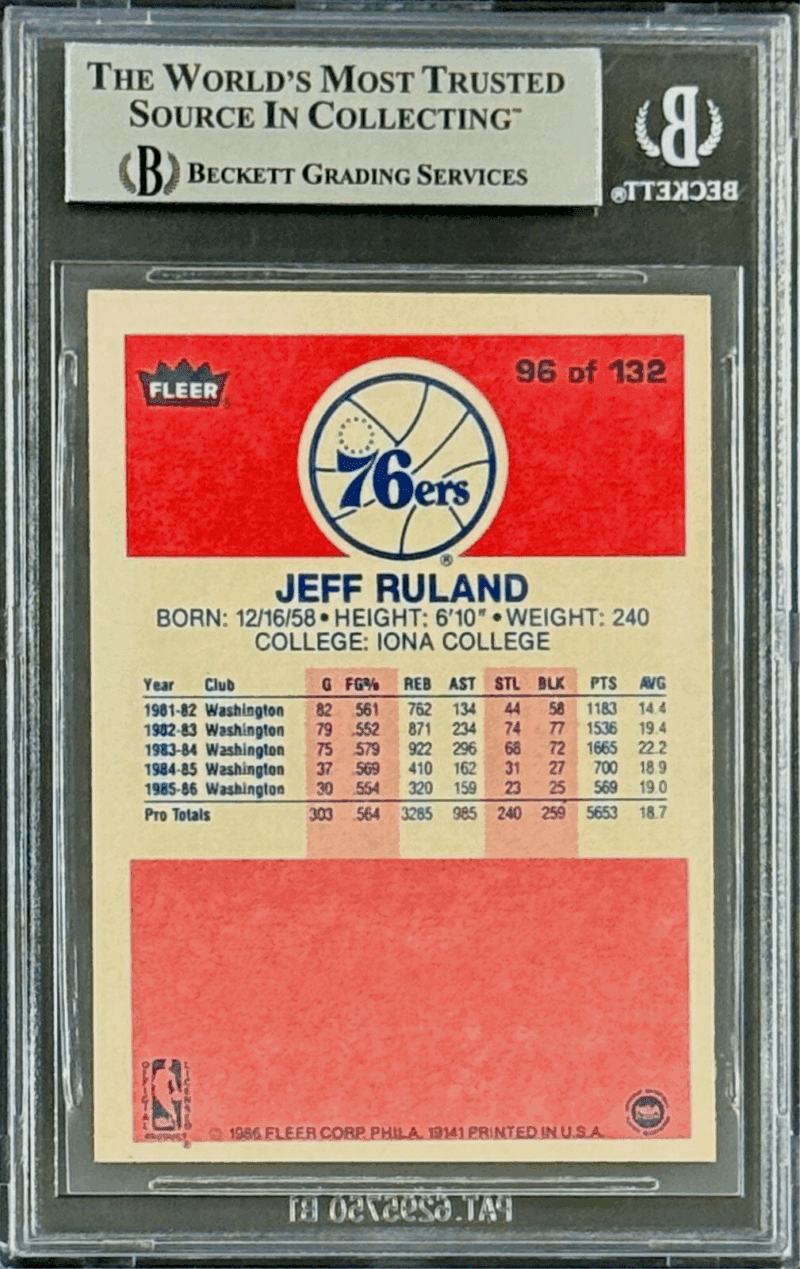 THE WORLD'S MOST TRUSTED
SOURCE IN COLLECTING™
B BECKETT GRADING SERVICES
B
BECKETT®
FLEER®
96 of 132
76ers®
JEFF RULAND
BORN: 12/16/58 • HEIGHT: 6'10" • WEIGHT: 240
COLLEGE: IONA COLLEGE
Year Club G FG% REB AST STL BLK PTS AVG
1981-82 Washington 82 .561 762 134 44 58 1183 14.4
1982-83 Washington 79 .552 871 234 74 77 1536 19.4
1983-84 Washington 75 .579 922 296 68 72 1665 22.2
1984-85 Washington 37 .569 410 162 31 27 700 18.9
1985-86 Washington 30 .554 320 159 23 25 569 19.0
Pro Totals 303 .564 3285 985 240 259 5653 18.7
OFFICIAL LICENSED PRODUCT®
© 1986 FLEER CORP. PHILA. 19141 PRINTED IN U.S.A.
PAT.6295750 B1